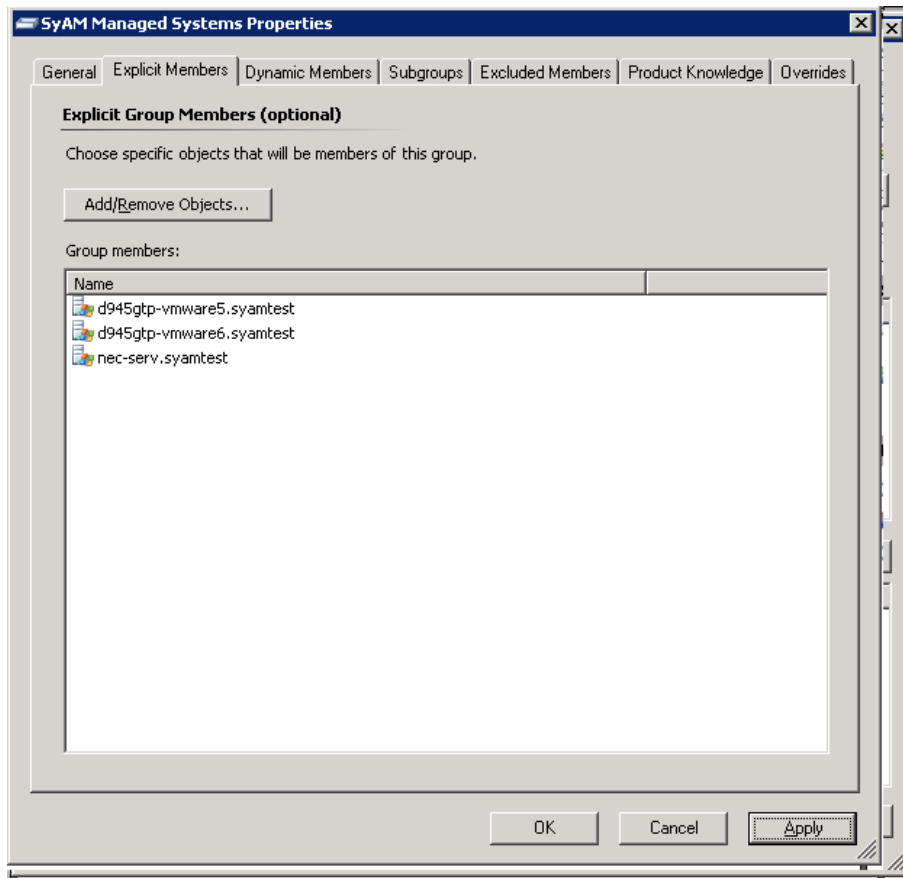 SyAM Managed Systems Properties
General Explicit Members Dynamic Members Subgroups Excluded Members Product Knowledge Overrides
Explicit Group Members (optional)
Choose specific objects that will be members of this group.
Add/Remove Objects...
Group members:
Name
d945gtp-vmware5.syamtest
d945gtp-vmware6.syamtest
nec-serv.syamtest
OK Cancel Apply